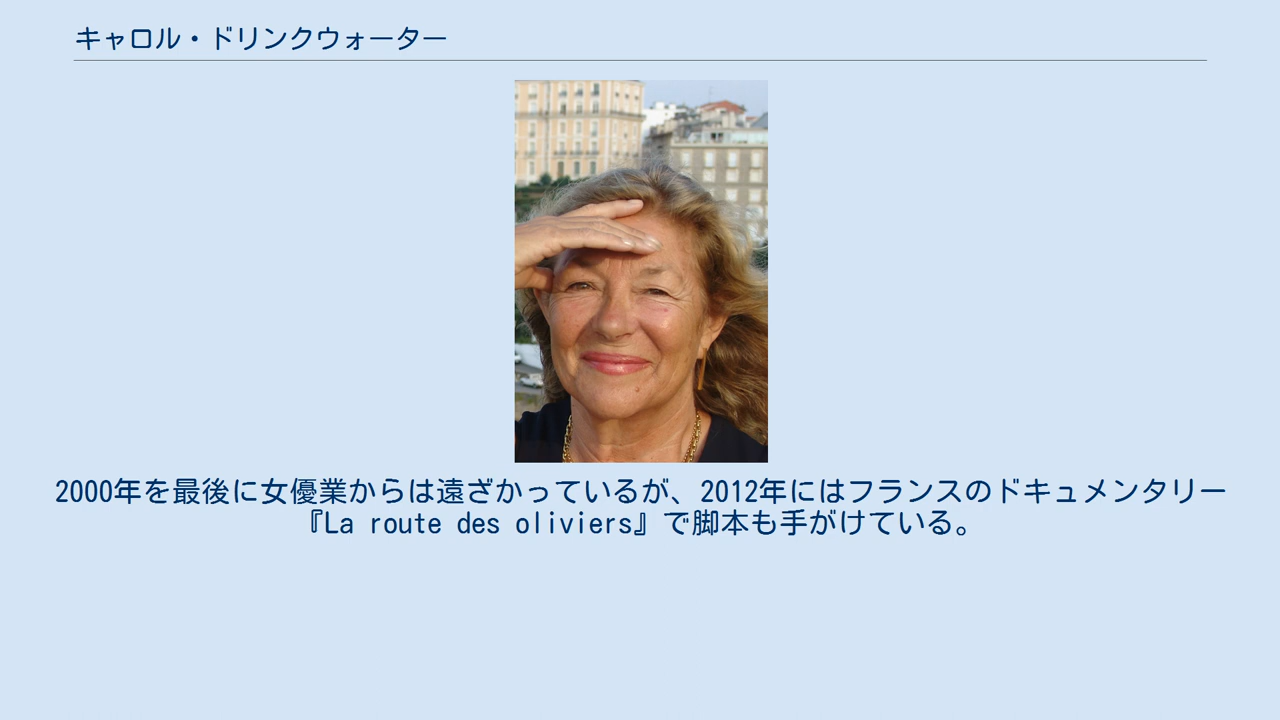 キャロル・ドリンクウォーター
2000年を最後に女優業からは遠ざかっているが、2012年にはフランスのドキュメンタリー
『La route des oliviers』で脚本も手がけている。